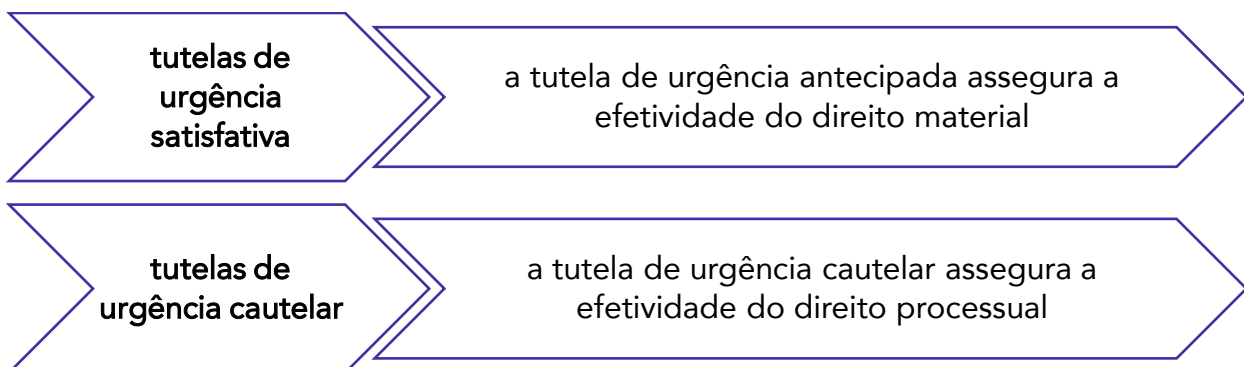 tutelas de
urgência
satisfativa
a tutela de urgência antecipada assegura a
efetividade do direito material
tutelas de
urgência cautelar
a tutela de urgência cautelar assegura a
efetividade do direito processual